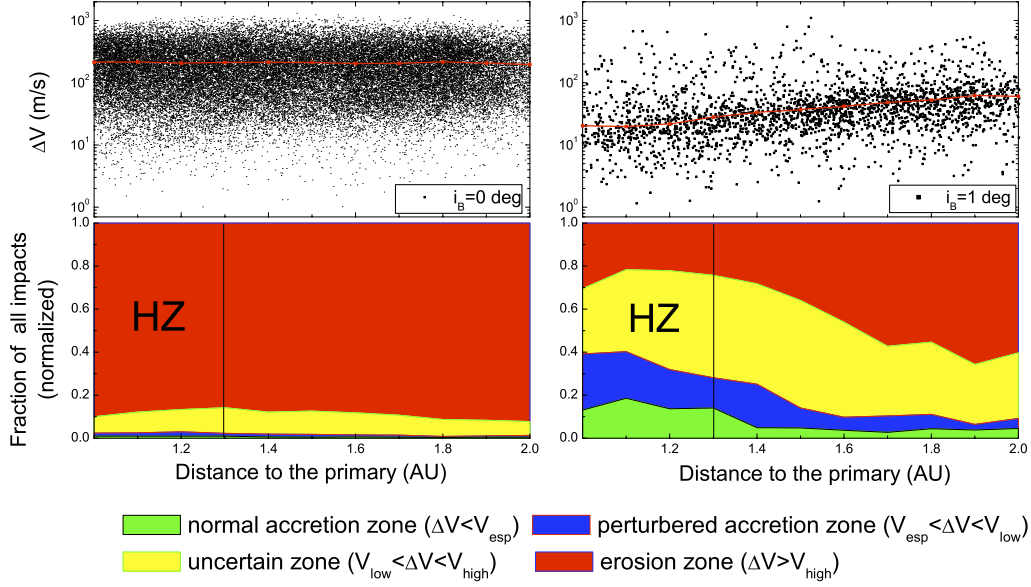 10³
10³
10²
10²
10¹
10¹
10⁰
10⁰
ΔV (m/s)
i_B=0 deg
i_B=1 deg
1.0
1.0
0.8
0.8
0.6
0.6
0.4
0.4
0.2
0.2
0.0
0.0
Fraction of all impacts
(normalized)
HZ
HZ
1.2
1.4
1.6
1.8
2.0
1.2
1.4
1.6
1.8
2.0
Distance to the primary (AU)
Distance to the primary (AU)
normal accretion zone (ΔV<V_esp)
perturbered accretion zone (V_esp<ΔV<V_low)
uncertain zone (V_low<ΔV<V_high)
erosion zone (ΔV>V_high)